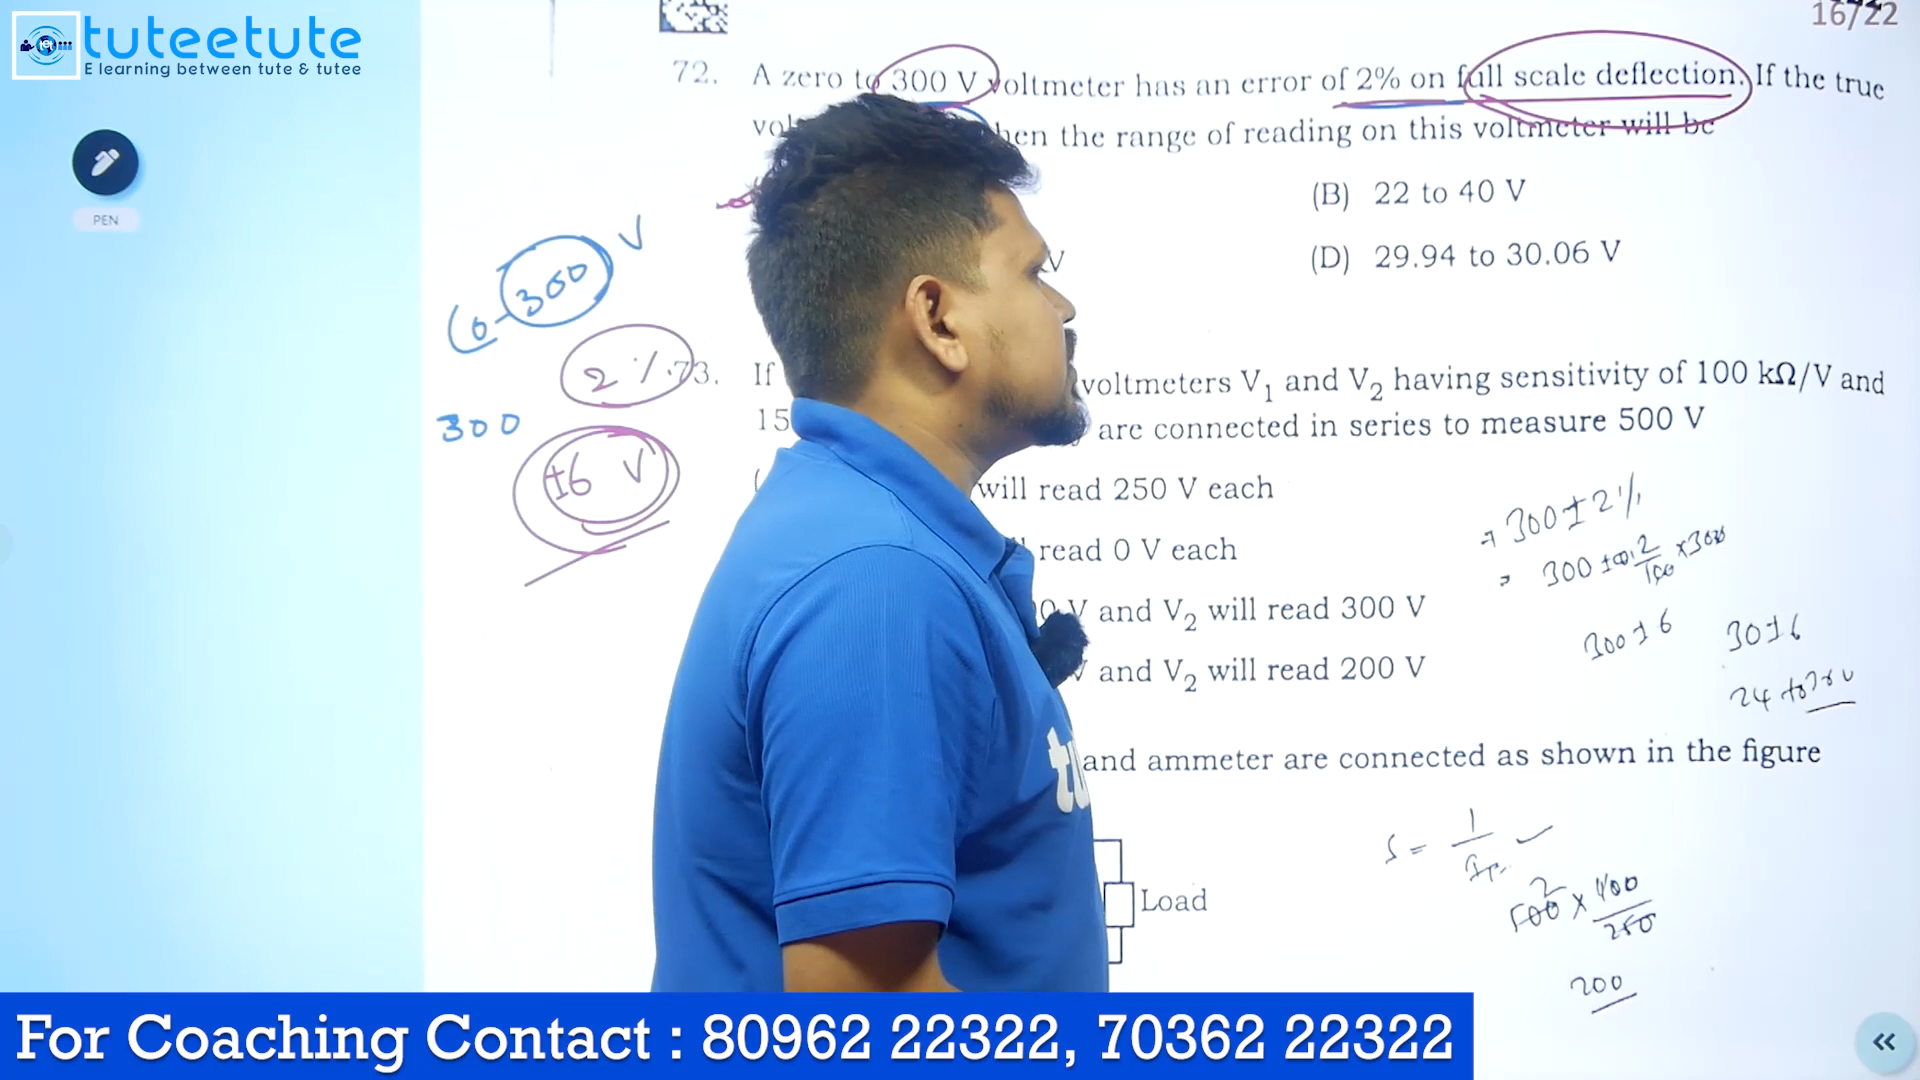 tuteetute
E learning between tute & tutee
16/22
72. A zero to 300 V voltmeter has an error of 2% on full scale deflection. If the true
then the range of reading on this voltmeter will be
(B) 22 to 40 V
V
(D) 29.94 to 30.06 V
PEN
0-300 V
2%
300
±6 V
73. If voltmeters V1 and V2 having sensitivity of 100 kΩ/V and
are connected in series to measure 500 V
will read 250 V each
read 0 V each
V and V2 will read 300 V
V and V2 will read 200 V
300 ± 2%
300 ± 2/100 × 300
300 ± 6
30 ± 6
24 to
and ammeter are connected as shown in the figure
Load
S = 1
500 × 100/250
200
For Coaching Contact : 80962 22322, 70362 22322